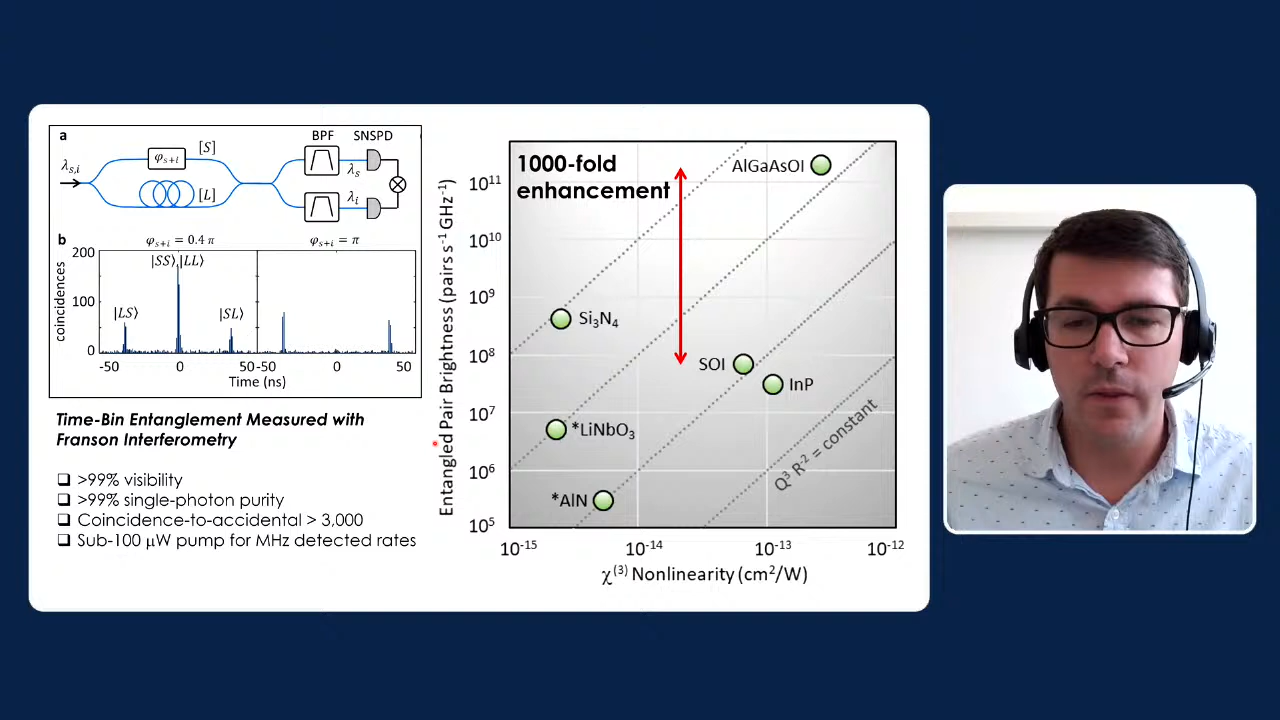 a
BPF SNSPD
λs,i
φs+i
[S]
[L]
λs
λi
b
φs+i = 0.4 π
φs+i = π
|SS⟩,|LL⟩
|LS⟩
|SL⟩
coincidences
200
100
0
-50 0 50 -50 0 50
Time (ns)
Time-Bin Entanglement Measured with
Franson Interferometry
❑ >99% visibility
❑ >99% single-photon purity
❑ Coincidence-to-accidental > 3,000
❑ Sub-100 μW pump for MHz detected rates
1000-fold
enhancement
AlGaAsOI
Si₃N₄
SOI
InP
*LiNbO₃
*AlN
Q³ R² = constant
Entangled Pair Brightness (pairs s⁻¹ GHz⁻¹)
10¹¹
10¹⁰
10⁹
10⁸
10⁷
10⁶
10⁵
10⁻¹⁵ 10⁻¹⁴ 10⁻¹³ 10⁻¹²
χ⁽³⁾ Nonlinearity (cm²/W)